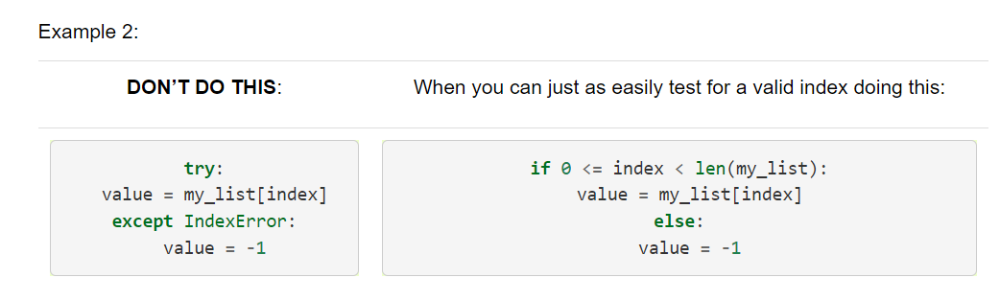 Example 2:
DON’T DO THIS:
When you can just as easily test for a valid index doing this:
try:
value = my_list[index]
except IndexError:
value = -1
if 0 <= index < len(my_list):
value = my_list[index]
else:
value = -1